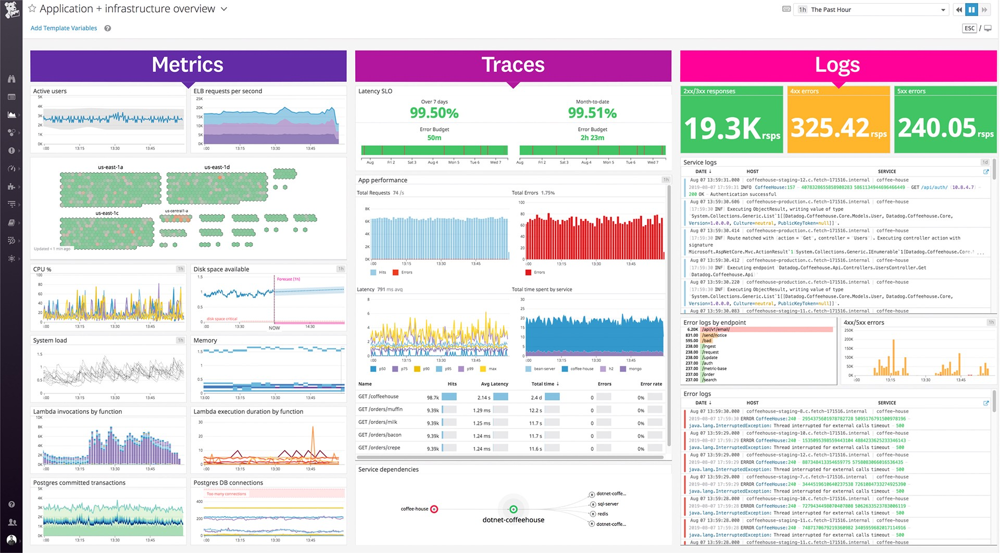 Application + infrastructure overview
1h The Past Hour
Add Template Variables
ESC /
Metrics
Active users
5K
4K
3K
2K
1K
0K
:00 13:15 13:30 13:45
ELB requests per second
25K
20K
15K
10K
5K
0K
:00 13:15 13:30 13:45
us-east-1a
us-east-1d
us-east-1c
us-central1-a
Updated < 1 min ago
CPU % 1h
100
80
60
40
20
0
:00 13:15 13:30 13:45
Disk space available 1h
1.5
1
0.5
0
Forecast (1h)
disk space critical
:00 13:30 NOW 14:30
System load 1h
1.5
1
0.5
0
:00 13:15 13:30 13:45
Memory
1.5
1
0.5
0
13:00 13:15 13:30 13:45
Lambda invocations by function
10K
8K
6K
4K
2K
0K
:00 13:15 13:30 13:45
Lambda execution duration by function
30
20
10
0
:00 13:15 13:30 13:45
Postgres committed transactions
5K
4K
3K
2K
1K
0K
:00 13:15 13:30 13:45
Postgres DB connections
Too many connections
400
200
0
:00 13:15 13:30 13:45
Traces
Latency SLO
Over 7 days
99.50%
Error Budget
50m
Aug Fri 2 Sat 3 Aug Mon 5 Tue 6 Wed 7
Month-to-date
99.51%
Error Budget
2h 23m
Aug Fri 2 Sat 3 Aug Mon 5 Tue 6 Wed 7
App performance 1h
Total Requests 74 /s
8K
6K
4K
2K
0K
:00 13:15 13:30 13:45
Hits Errors
Total Errors 1.75%
100
80
60
40
20
0
:00 13:15 13:30 13:45
Errors
Latency 791 ms avg
8
6
4
2
0
:00 13:15 13:30 13:45
p50 p75 p90 p95 p99 max
Total time spent by service
30
25
20
15
10
5
0
:00 13:15 13:30 13:45
bean-server coffee-house h2 mongo
Name Hits Avg Latency Total time ↓ Errors Error rate
GET /coffeehouse 98.7k 2.14 s 2.4 d 0 0%
GET /orders/muffin 9.39k 1.29 ms 12.2 s 0 0%
GET /orders/milk 9.39k 1.25 ms 11.7 s 0 0%
GET /orders/bacon 9.39k 1.24 ms 11.7 s 0 0%
GET /orders/crepe 9.39k 1.24 ms 11.6 s 0 0%
Service dependencies
coffee-house
dotnet-coffeehouse
dotnet-coffe...
sql-server
redis
dotnet-coffe...
Logs
2xx/3xx responses
19.3K rsps
4xx errors
325.42 rsps
5xx errors
240.05 rsps
Service logs 1d
DATE ↓ HOST SERVICE
Aug 07 13:59:31.000 | coffeehouse-staging-12.c.fetch-171516.internal | coffee-house
2019-08-07 17:59:31 INFO CoffeeHouse:157 - 4078328655858908283 5861134944696466449 - GET /api/auth/ (10.8.4.7) -
200 OK - Authentication successful
Aug 07 13:59:30.606 | coffeehouse-production.c.fetch-171516.internal | coffee-house
[17:59:30 INF] Executing ObjectResult, writing value of type
'System.Collections.Generic.List`1[[Datadog.Coffeehouse.Core.Models.User, Datadog.Coffeehouse.Core,
Version=1.0.0.0, Culture=neutral, PublicKeyToken=null]]'.
Aug 07 13:59:30.414 | coffeehouse-production.c.fetch-171516.internal | coffee-house
[17:59:30 INF] Route matched with {action = "Get", controller = "Users"}. Executing controller action with
signature
Microsoft.AspNetCore.Mvc.ActionResult`1[System.Collections.Generic.IEnumerable`1[Datadog.Coffeehouse.Core. ...
Aug 07 13:59:30.412 | coffeehouse-production.c.fetch-171516.internal | coffee-house
[17:59:30 INF] Executing endpoint 'Datadog.Coffeehouse.Api.Controllers.UsersController.Get
(Datadog.Coffeehouse.Api)'
Aug 07 13:59:30.220 | coffeehouse-production.c.fetch-171516.internal | coffee-house
[17:59:30 INF] Executing ObjectResult, writing value of type
'System.Collections.Generic.List`1[[Datadog.Coffeehouse.Core.Models.User, Datadog.Coffeehouse.Core,
Version=1.0.0.0, Culture=neutral, PublicKeyToken=null]]'.
Aug 07 13:59:30.083 | coffeehouse-staging-11.c.fetch-171516.internal | coffee-house
Error logs by endpoint
6.20K /api/v1/email/
831.00 /send/notice
595.00 /bad
238.00 /ingest
238.00 /request
238.00 /update
237.00 /auth
237.00 /metric-base
237.00 /order
237.00 /search
4xx/5xx errors 1h
250K
200K
150K
100K
50K
0K
:00 13:15 13:30 13:45
Error logs
DATE ↓ HOST SERVICE
Aug 07 13:59:30.000 | coffeehouse-staging-8.c.fetch-171516.internal | coffee-house
2019-08-07 17:59:30 ERROR CoffeeHouse:240 - 2954375601978782728 5095176791500978196 -
java.lang.InterruptedException: Thread interrupted for external calls timeout - 500
Aug 07 13:59:29.000 | coffeehouse-staging-10.c.fetch-171516.internal | coffee-house
2019-08-07 17:59:29 ERROR CoffeeHouse:240 - 1535095398559443104 4884233625233346143 -
java.lang.InterruptedException: Thread interrupted for external calls timeout - 500
Aug 07 13:59:29.000 | coffeehouse-staging-12.c.fetch-171516.internal | coffee-house
2019-08-07 17:59:29 ERROR CoffeeHouse:240 - 887348413354659775 5758083066016536435 -
java.lang.InterruptedException: Thread interrupted for external calls timeout - 500
Aug 07 13:59:29.000 | coffeehouse-staging-7.c.fetch-171516.internal | coffee-house
2019-08-07 17:59:29 ERROR CoffeeHouse:240 - 3444519610640237538 7261084733274925390 -
java.lang.InterruptedException: Thread interrupted for external calls timeout - 500
Aug 07 13:59:28.000 | coffeehouse-staging-10.c.fetch-171516.internal | coffee-house
2019-08-07 17:59:28 ERROR CoffeeHouse:240 - 7279434498070407808 5062633523783006119 -
java.lang.InterruptedException: Thread interrupted for external calls timeout - 500
Aug 07 13:59:28.000 | coffeehouse-staging-11.c.fetch-171516.internal | coffee-house
2019-08-07 17:59:28 ERROR CoffeeHouse:240 - 7487170679219360982 3405959682017114916 -
java.lang.InterruptedException: Thread interrupted for external calls timeout - 500
Aug 07 13:59:28.000 | coffeehouse-staging-11.c.fetch-171516.internal | coffee-house